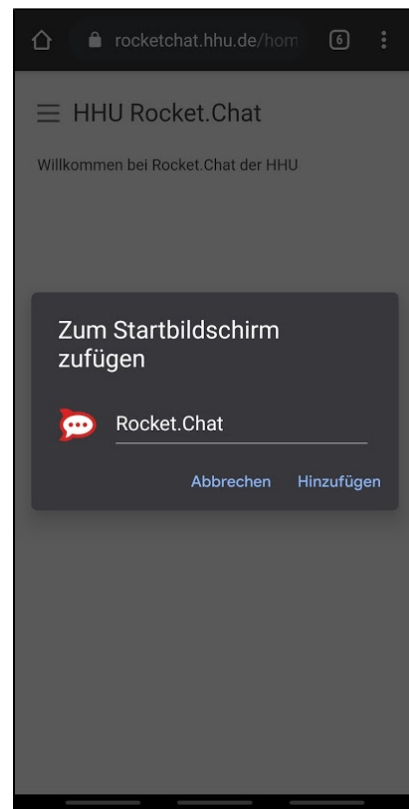 rocketchat.hhu.de/hom 6
HHU Rocket.Chat
Willkommen bei Rocket.Chat der HHU
Zum Startbildschirm
zufügen
Rocket.Chat
Abbrechen Hinzufügen